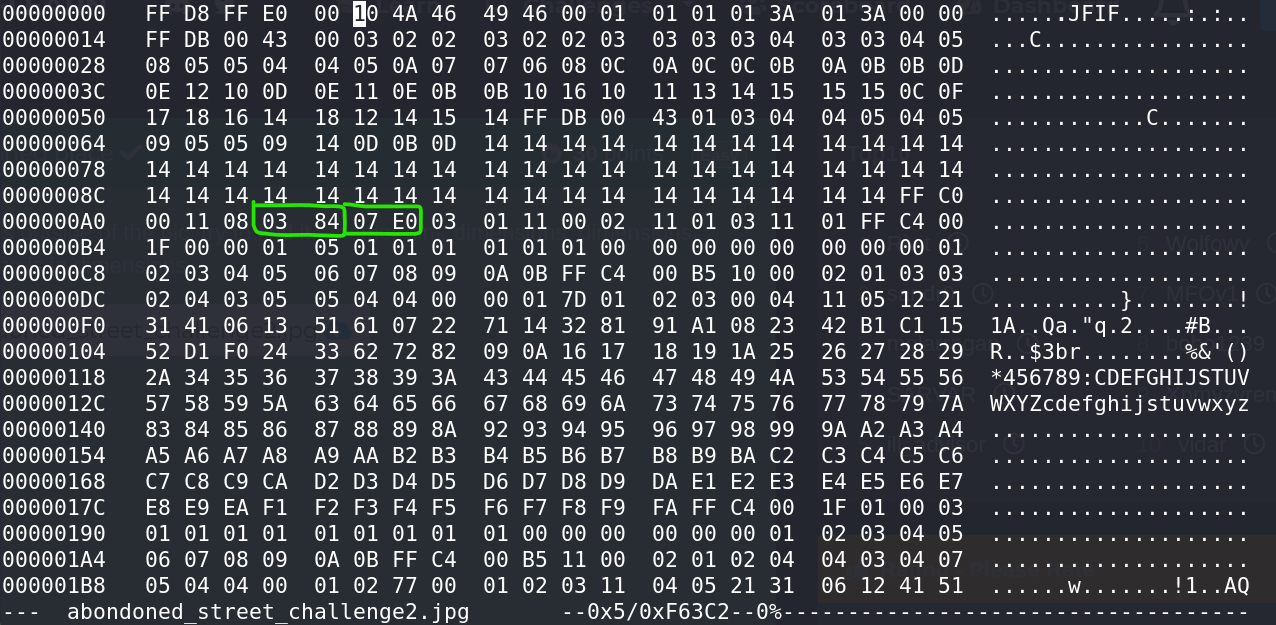 00000000 FF D8 FF E0 00 10 4A 46 49 46 00 01 01 01 01 3A 01 3A 00 00 ......JFIF.....:.:..
00000014 FF DB 00 43 00 03 02 02 03 02 02 03 03 03 03 04 03 03 04 05 ...C................
00000028 08 05 05 04 04 05 0A 07 07 06 08 0C 0A 0C 0C 0B 0A 0B 0B 0D ....................
0000003C 0E 12 10 0D 0E 11 0E 0B 0B 10 16 10 11 13 14 15 15 15 0C 0F ....................
00000050 17 18 16 14 18 12 14 15 14 FF DB 00 43 01 03 04 04 05 04 05 ............C.......
00000064 09 05 05 09 14 0D 0B 0D 14 14 14 14 14 14 14 14 14 14 14 14 ....................
00000078 14 14 14 14 14 14 14 14 14 14 14 14 14 14 14 14 14 14 14 14 ....................
0000008C 14 14 14 14 14 14 14 14 14 14 14 14 14 14 14 14 14 14 FF C0 ....................
000000A0 00 11 08 03 84 07 E0 03 01 11 00 02 11 01 03 11 01 FF C4 00 ....................
000000B4 1F 00 00 01 05 01 01 01 01 01 01 00 00 00 00 00 00 00 00 01 ....................
000000C8 02 03 04 05 06 07 08 09 0A 0B FF C4 00 B5 10 00 02 01 03 03 ....................
000000DC 02 04 03 05 05 04 04 00 00 01 7D 01 02 03 00 04 11 05 12 21 ..........}........!
000000F0 31 41 06 13 51 61 07 22 71 14 32 81 91 A1 08 23 42 B1 C1 15 1A..Qa."q.2....#B...
00000104 52 D1 F0 24 33 62 72 82 09 0A 16 17 18 19 1A 25 26 27 28 29 R..$3br........%&'()
00000118 2A 34 35 36 37 38 39 3A 43 44 45 46 47 48 49 4A 53 54 55 56 *456789:CDEFGHIJSTUV
0000012C 57 58 59 5A 63 64 65 66 67 68 69 6A 73 74 75 76 77 78 79 7A WXYZcdefghijstuvwxyz
00000140 83 84 85 86 87 88 89 8A 92 93 94 95 96 97 98 99 9A A2 A3 A4 ....................
00000154 A5 A6 A7 A8 A9 AA B2 B3 B4 B5 B6 B7 B8 B9 BA C2 C3 C4 C5 C6 ....................
00000168 C7 C8 C9 CA D2 D3 D4 D5 D6 D7 D8 D9 DA E1 E2 E3 E4 E5 E6 E7 ....................
0000017C E8 E9 EA F1 F2 F3 F4 F5 F6 F7 F8 F9 FA FF C4 00 1F 01 00 03 ....................
00000190 01 01 01 01 01 01 01 01 01 00 00 00 00 00 00 01 02 03 04 05 ....................
000001A4 06 07 08 09 0A 0B FF C4 00 B5 11 00 02 01 02 04 04 03 04 07 ....................
000001B8 05 04 04 00 01 02 77 00 01 02 03 11 04 05 21 31 06 12 41 51 ......w.......!1..AQ
--- abondoned_street_challenge2.jpg --0x5/0xF63C2--0%------------------------------------